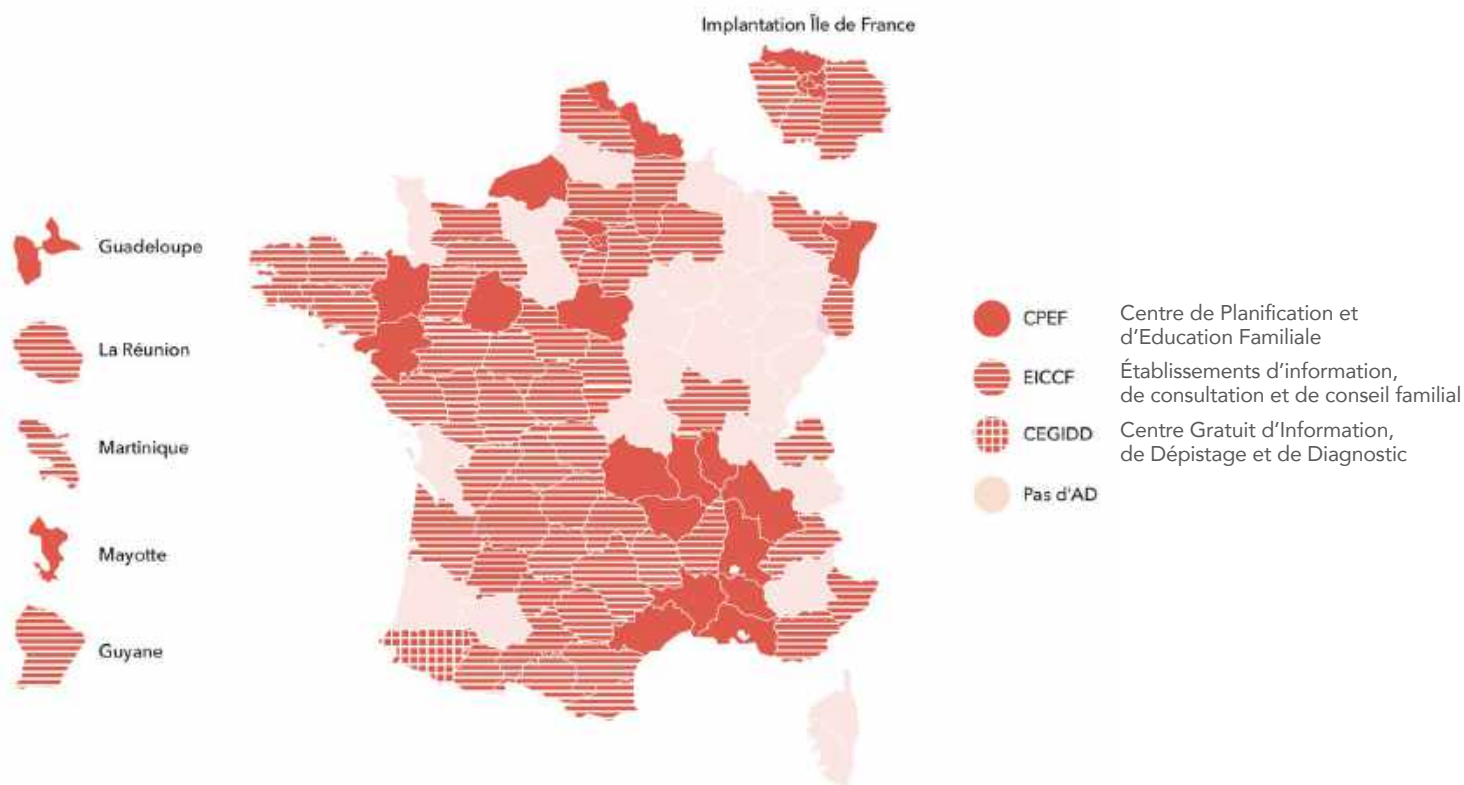 Implantation Île de France
Guadeloupe
La Réunion
Martinique
Mayotte
Guyane
CPEF
Centre de Planification et
d'Education Familiale
EICCF
Établissements d'information,
de consultation et de conseil familial
CEGIDD
Centre Gratuit d'Information,
de Dépistage et de Diagnostic
Pas d'AD